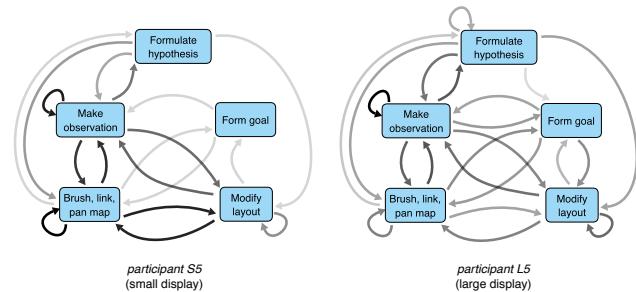 Formulate
hypothesis
Make
observation
Form goal
Brush, link,
pan map
Modify
layout
participant S5
(small display)
Formulate
hypothesis
Make
observation
Form goal
Brush, link,
pan map
Modify
layout
participant L5
(large display)